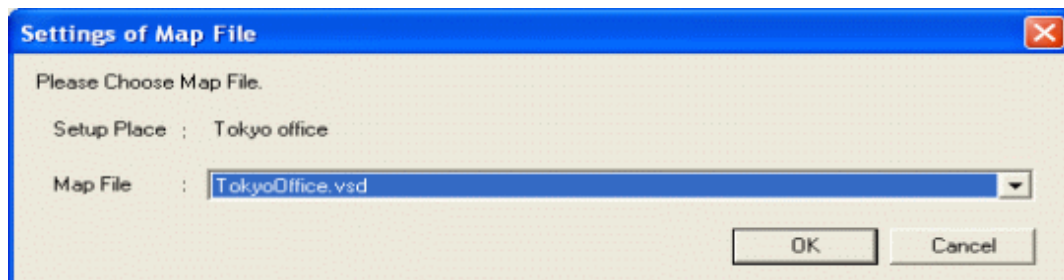 Settings of Map File
Please Choose Map File.
Setup Place : Tokyo office
Map File : TokyoOffice.vsd
OK Cancel